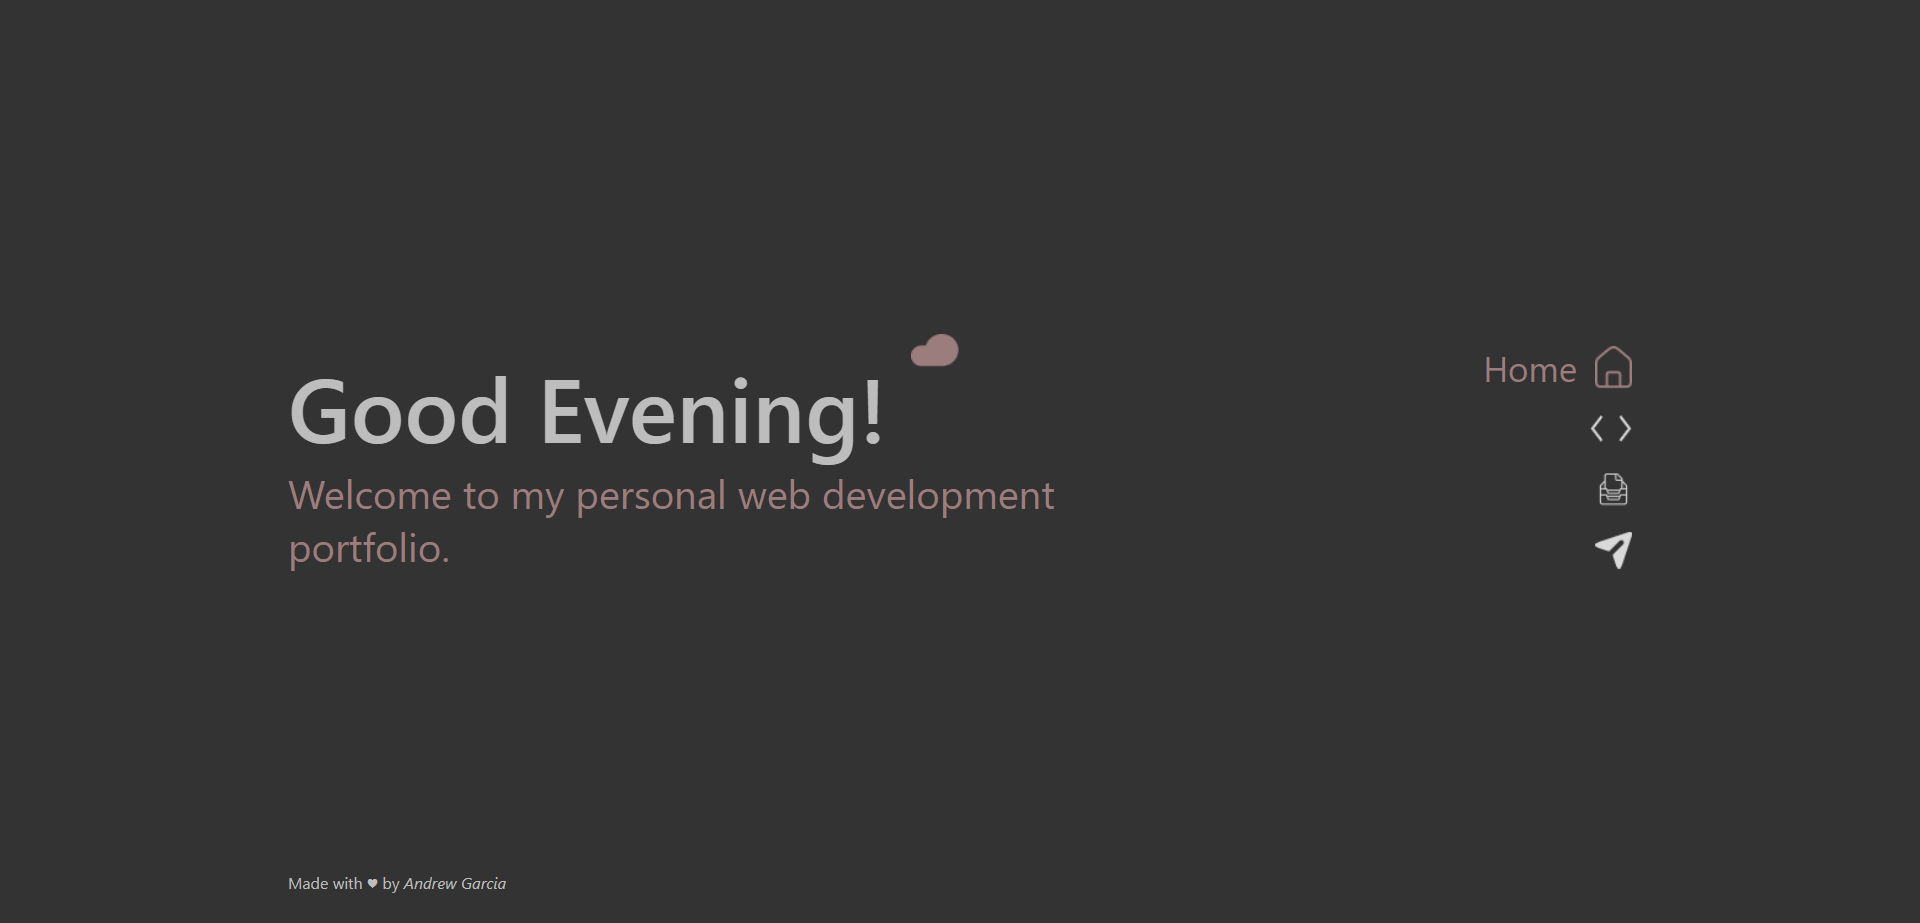 Good Evening!
Welcome to my personal web development
portfolio.
Home
Made with ♥ by Andrew Garcia